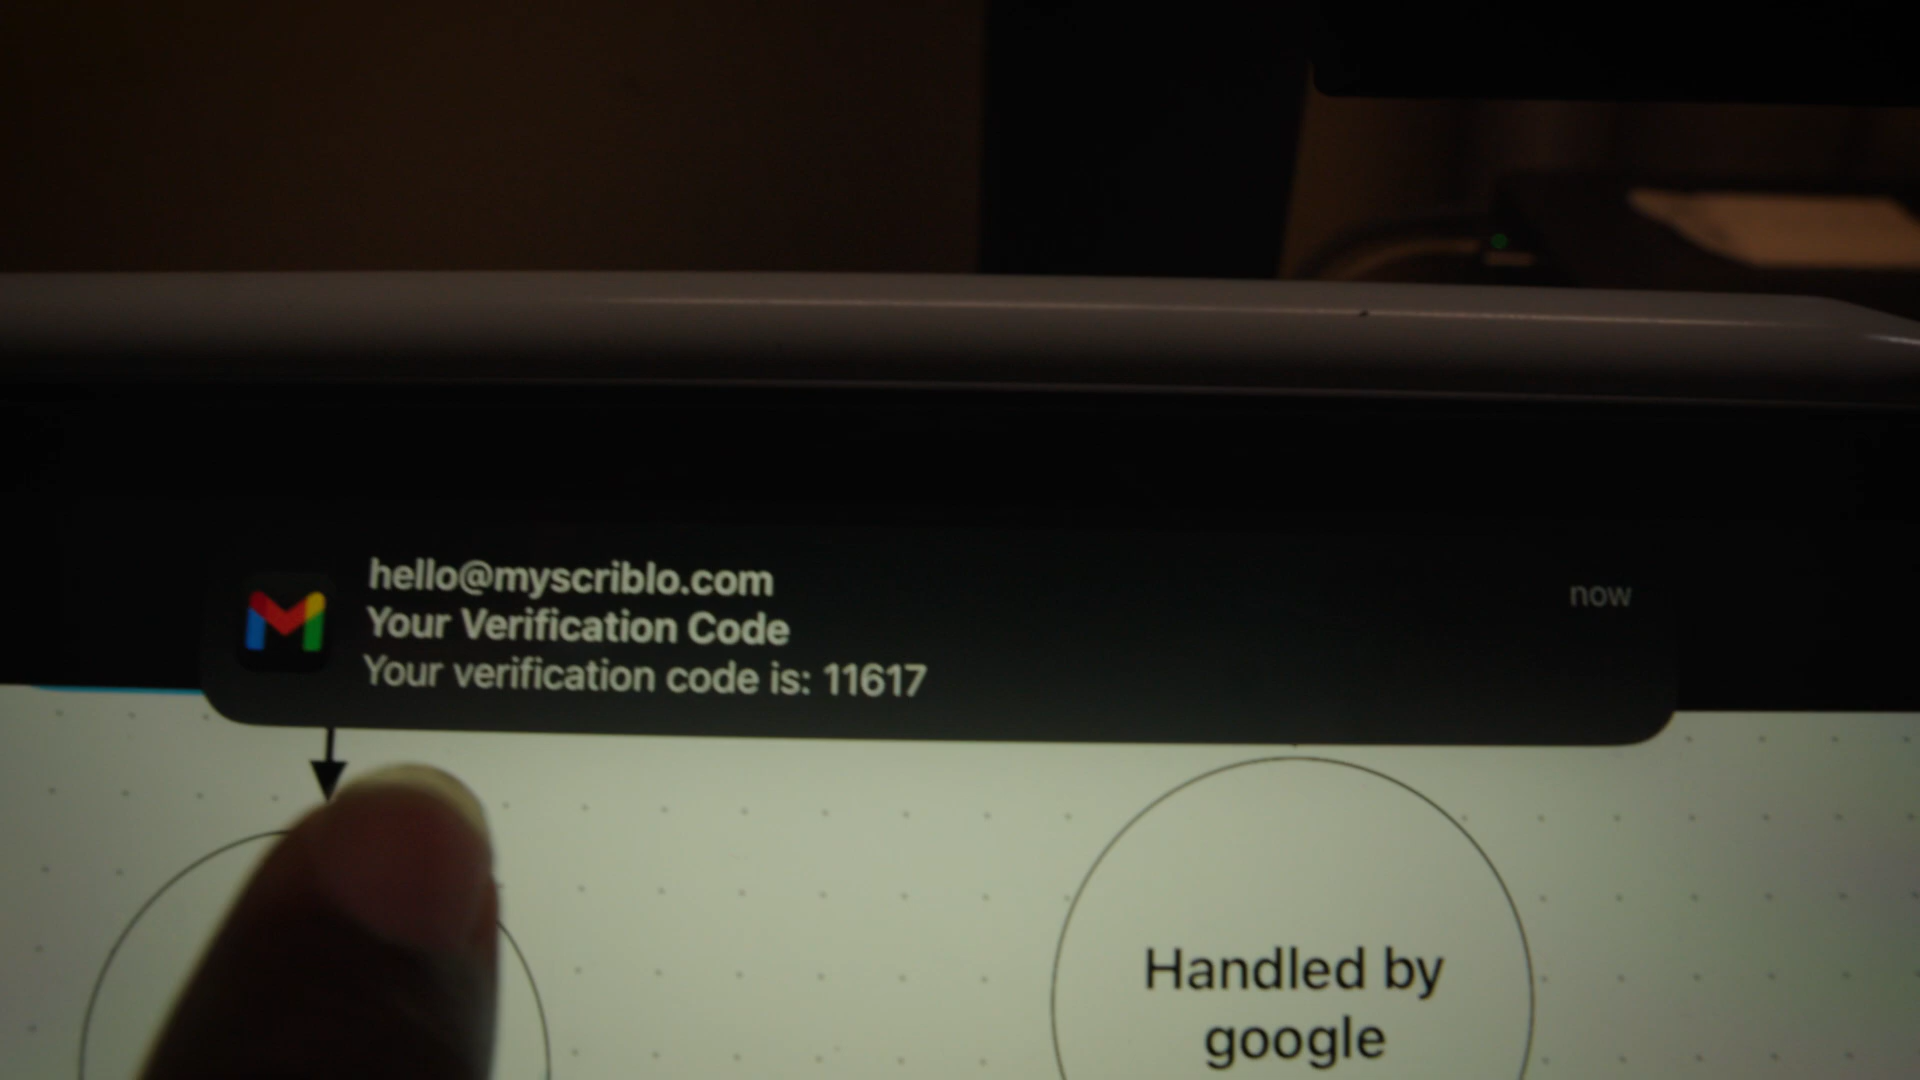 hello@myscriblo.com
now
Your Verification Code
Your verification code is: 11617
Handled by
google